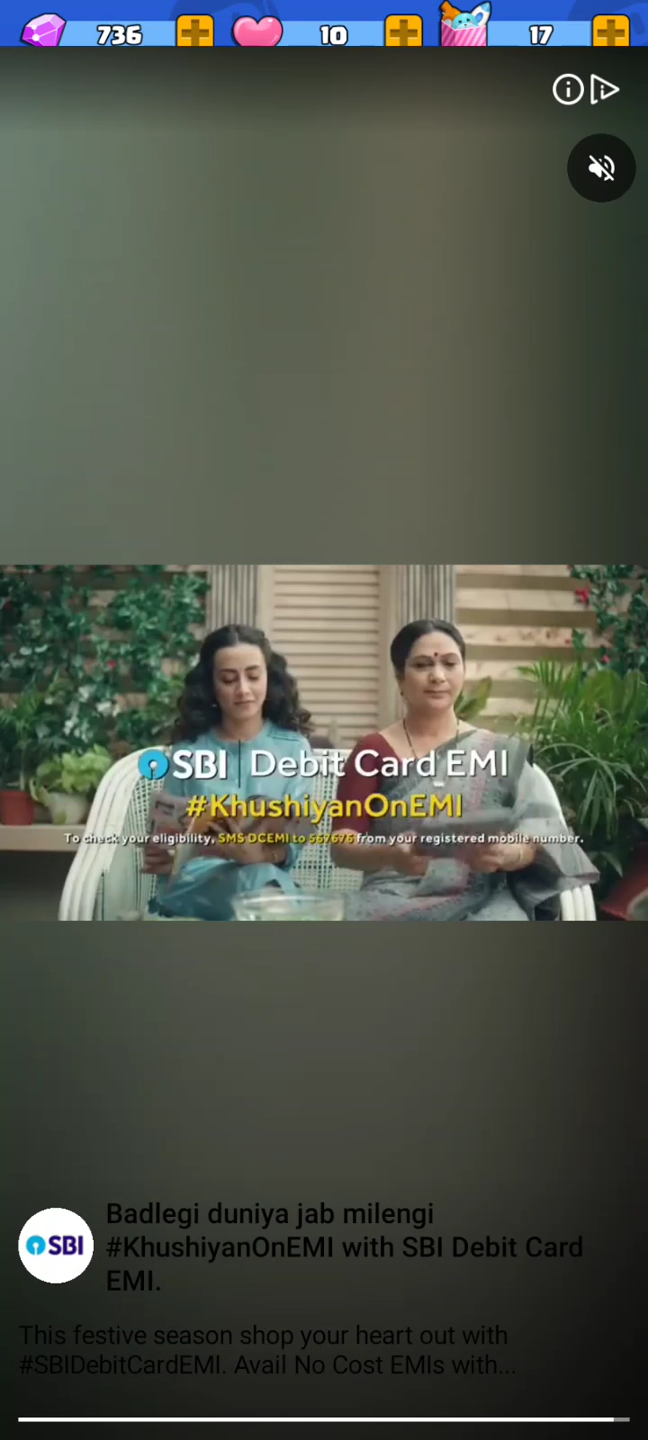 736 10 17
SBI Debit Card EMI
#KhushiyanOnEMI
To check your eligibility, SMS DCEMI to 567676 from your registered mobile number.
SBI
Badlegi duniya jab milengi
#KhushiyanOnEMI with SBI Debit Card
EMI.
This festive season shop your heart out with
#SBIDebitCardEMI. Avail No Cost EMIs with...